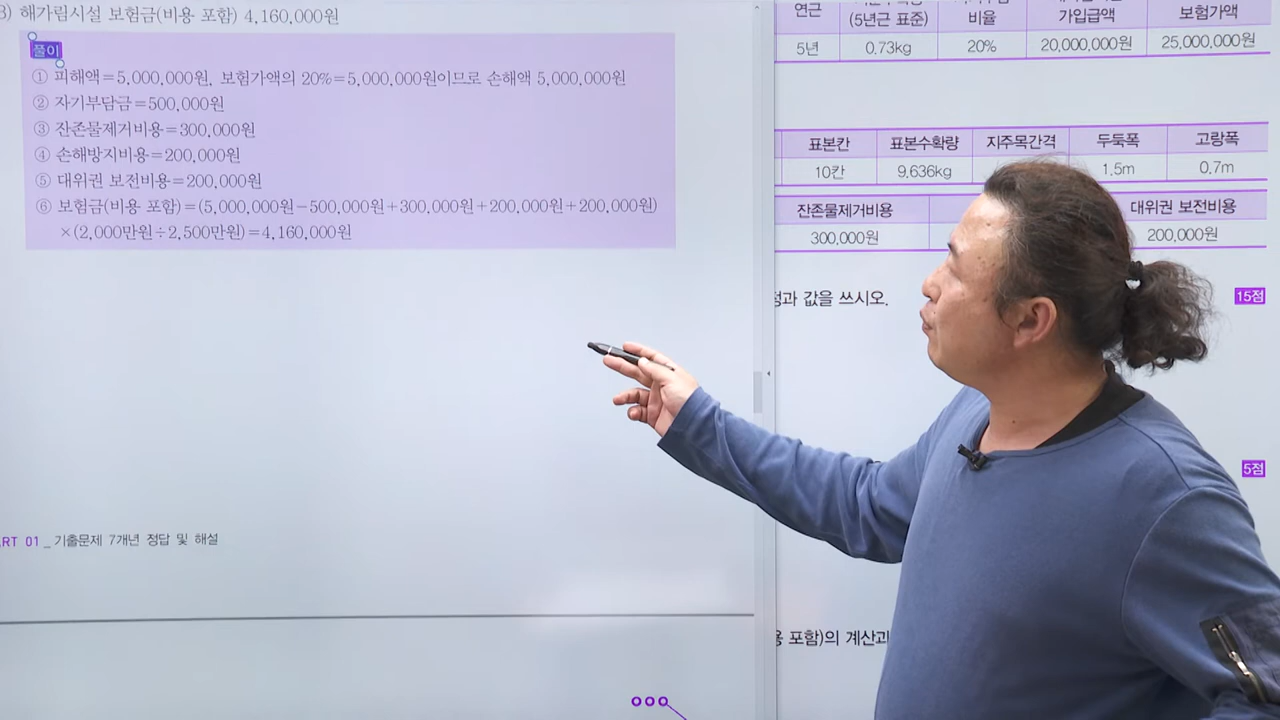 3) 해가림시설 보험금(비용 포함) 4,160,000원
풀이
① 피해액=5,000,000원, 보험가액의 20%=5,000,000원이므로 손해액 5,000,000원
② 자기부담금=500,000원
③ 잔존물제거비용=300,000원
④ 손해방지비용=200,000원
⑤ 대위권 보전비용=200,000원
⑥ 보험금(비용 포함)=(5,000,000원-500,000원+300,000원+200,000원+200,000원)
×(2,000만원÷2,500만원)=4,160,000원
ART 01 _ 기출문제 7개년 정답 및 해설
연근 (5년근 표준) 비율 가입금액 보험가액
5년 0.73kg 20% 20,000,000원 25,000,000원
표본칸 표본수확량 지주목간격 두둑폭 고랑폭
10칸 9.636kg 1.5m 0.7m
잔존물제거비용 대위권 보전비용
300,000원 200,000원
값을 쓰시오. 15점
5점
포함)의